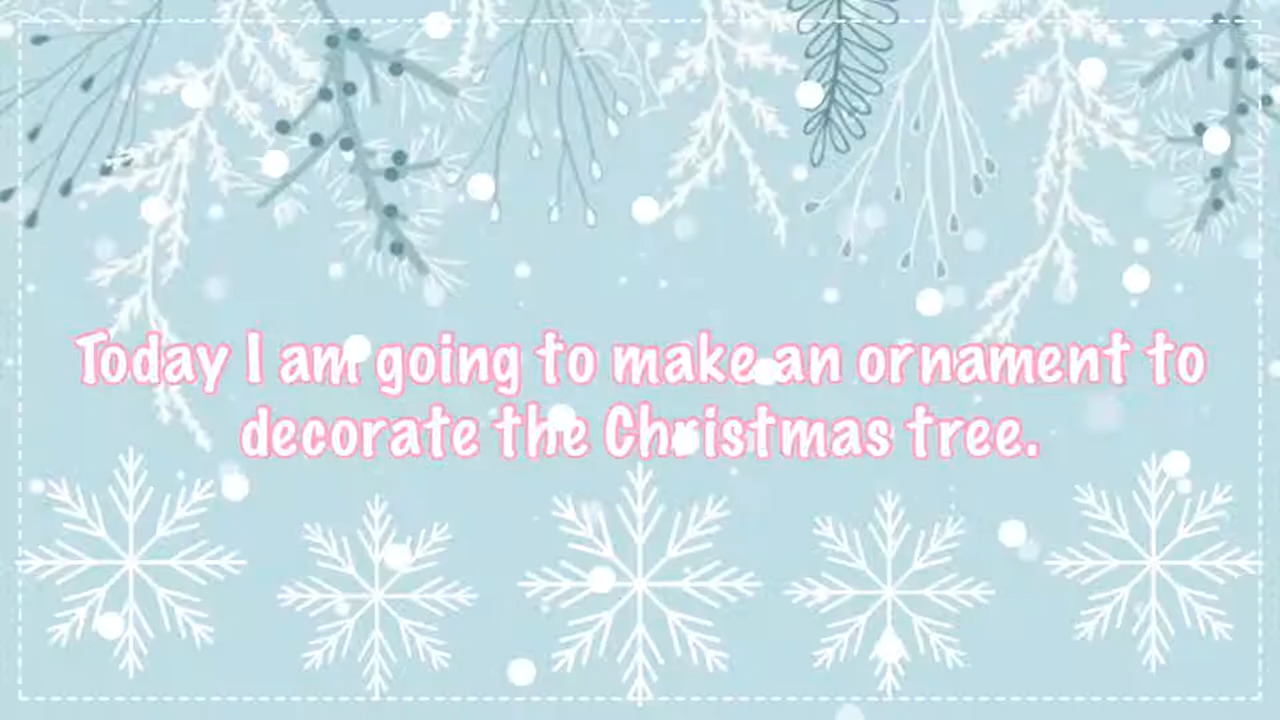 Today I am going to make an ornament to
decorate the Christmas tree.